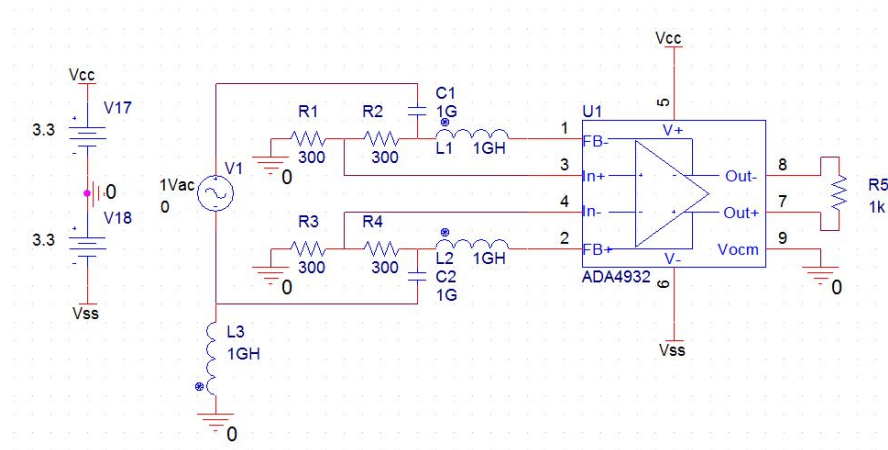 Vcc
V17
3.3
0
V18
3.3
Vss
V1
1Vac
0
L3
1GH
0
C1
1G
R1
300
R2
300
L1
1GH
0
R3
300
R4
300
L2
1GH
C2
1G
0
Vcc
5
U1
V+
1
FB-
3
In+
4
In-
2
FB+
Out-
8
Out+
7
Vocm
9
V-
ADA4932
6
Vss
R5
1k
0